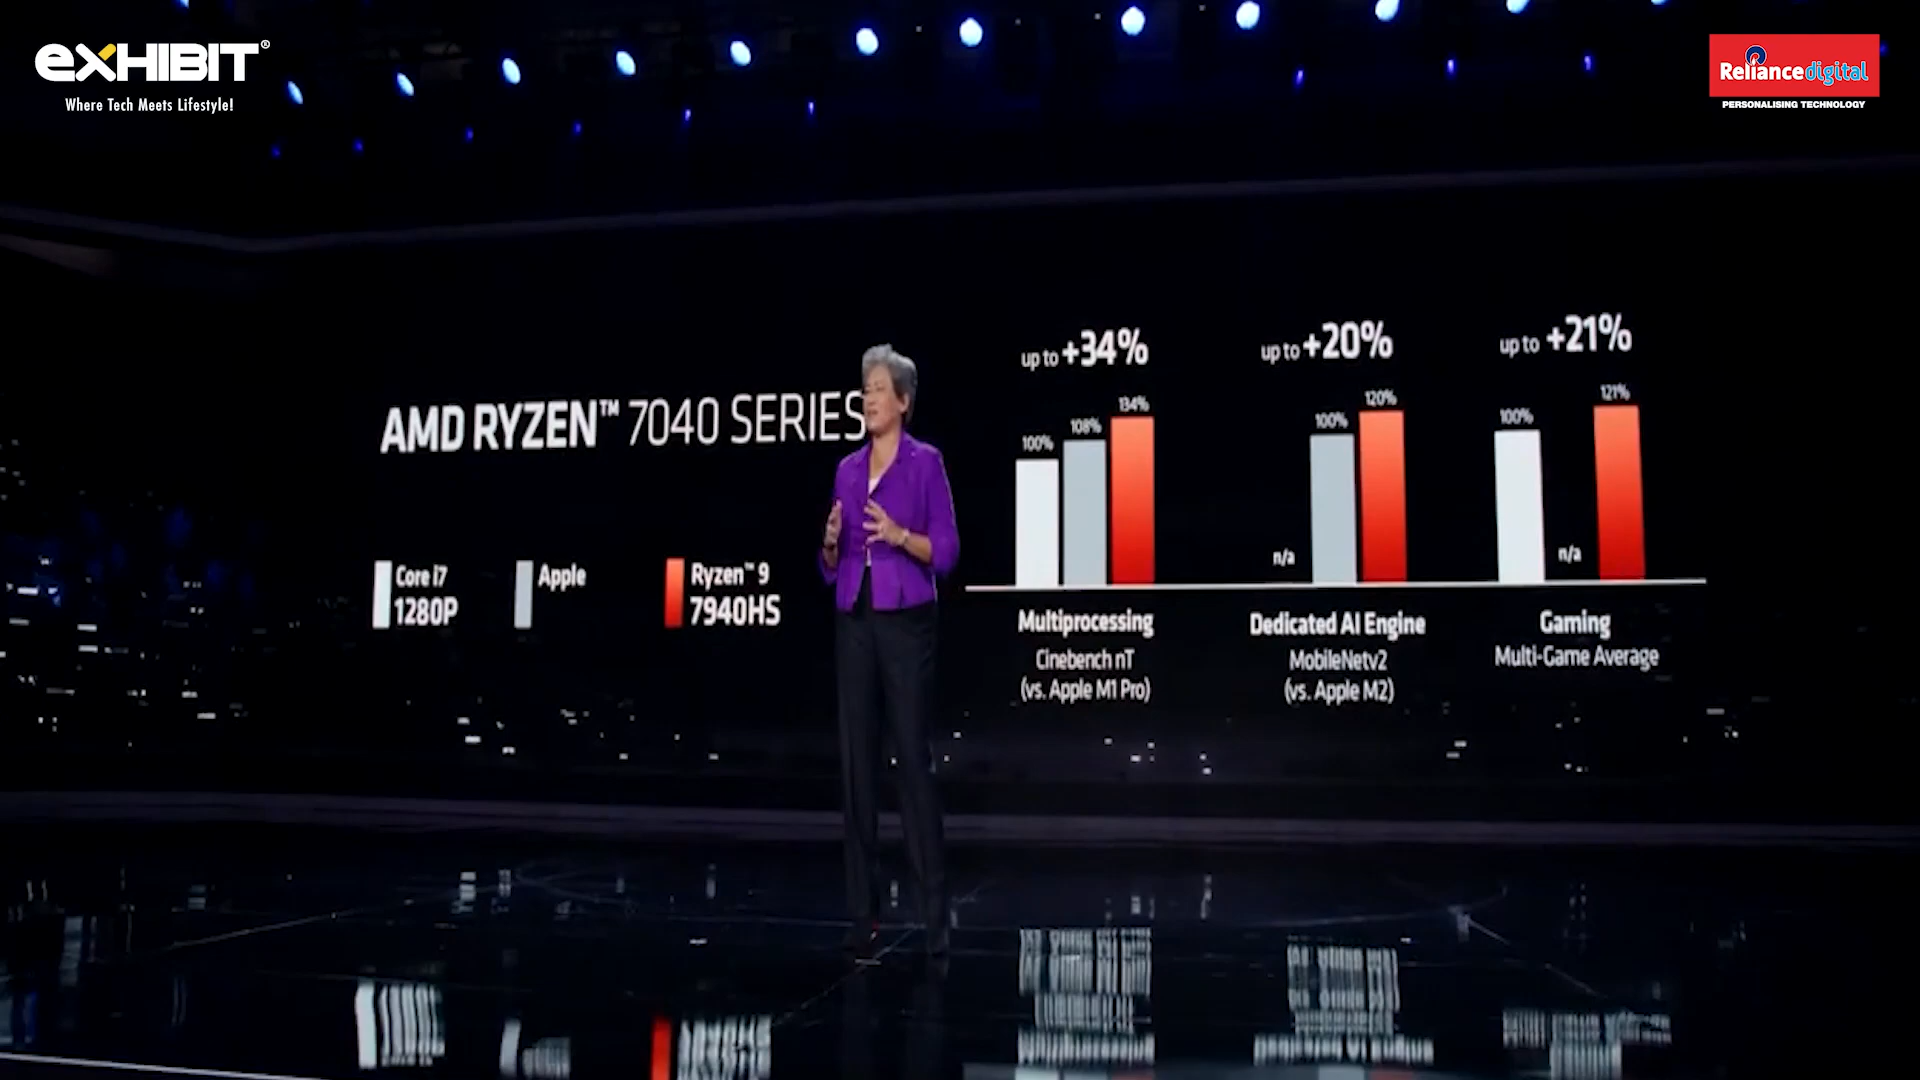 eXHIBIT®
Where Tech Meets Lifestyle!
Reliance digital
PERSONALISING TECHNOLOGY
AMD RYZEN™ 7040 SERIES
Core i7
1280P
Apple
Ryzen™ 9
7940HS
up to +34%
100%
108%
134%
Multiprocessing
Cinebench nT
(vs. Apple M1 Pro)
up to +20%
n/a
100%
120%
Dedicated AI Engine
MobileNetv2
(vs. Apple M2)
up to +21%
100%
n/a
121%
Gaming
Multi-Game Average